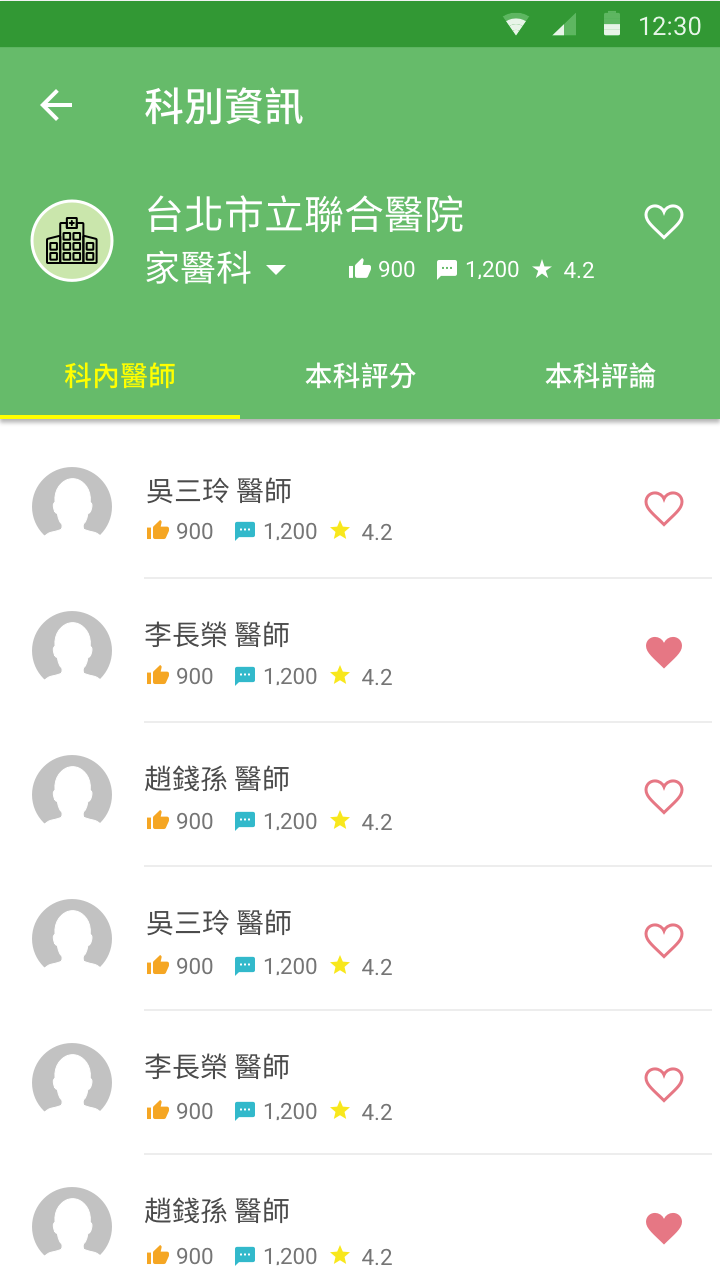 12:30
科別資訊
台北市立聯合醫院
家醫科 900 1,200 4.2
科內醫師 本科評分 本科評論
吳三玲 醫師
900 1,200 4.2
李長榮 醫師
900 1,200 4.2
趙錢孫 醫師
900 1,200 4.2
吳三玲 醫師
900 1,200 4.2
李長榮 醫師
900 1,200 4.2
趙錢孫 醫師
900 1,200 4.2